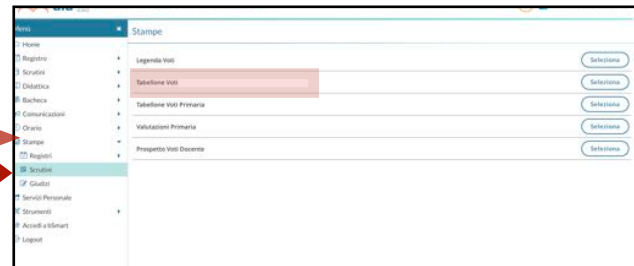 Menù
Stampe
Home
Registro
Scrutini
Didattica
Bacheca
Comunicazioni
Orario
Stampe
Registri
Scrutini
Giudizi
Servizi Personale
Strumenti
Accedi a bSmart
Logout
Legenda Voti Seleziona
Tabellone Voti Seleziona
Tabellone Voti Primaria Seleziona
Valutazioni Primaria Seleziona
Prospetto Voti Docente Seleziona